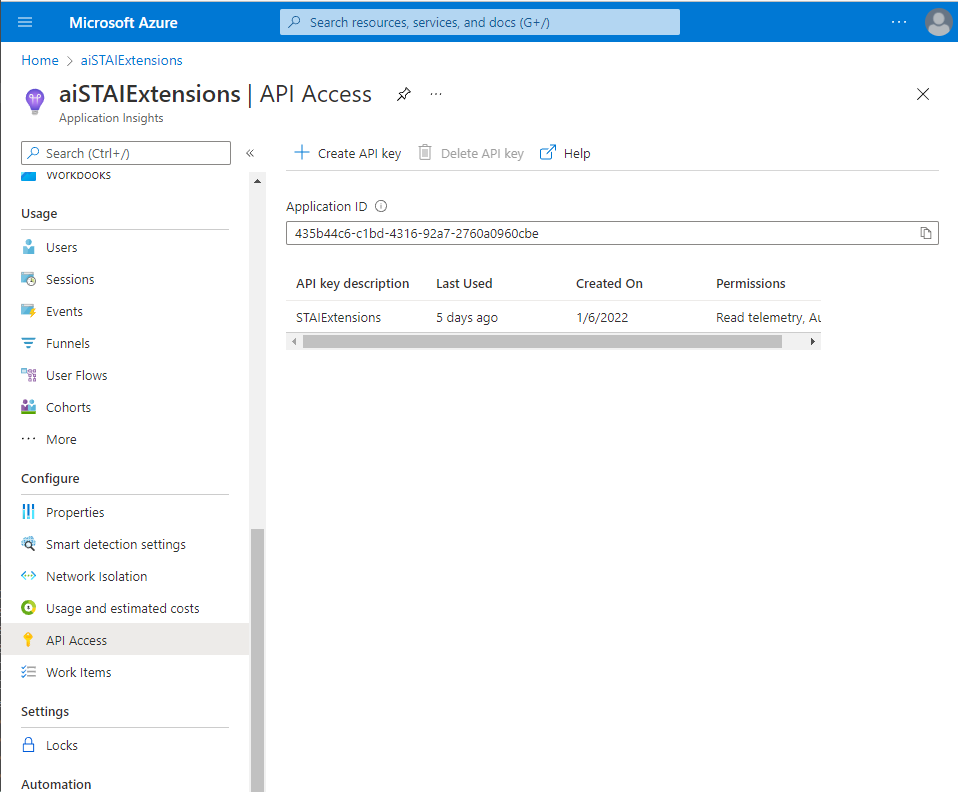 Microsoft Azure
Search resources, services, and docs (G+/)
Home > aiSTAIExtensions
aiSTAIExtensions | API Access
Application Insights
Search (Ctrl+/)
Workbooks
Usage
Users
Sessions
Events
Funnels
User Flows
Cohorts
More
Configure
Properties
Smart detection settings
Network Isolation
Usage and estimated costs
API Access
Work Items
Settings
Locks
Automation
Create API key Delete API key Help
Application ID
435b44c6-c1bd-4316-92a7-2760a0960cbe
API key description Last Used Created On Permissions
STAIExtensions 5 days ago 1/6/2022 Read telemetry, Au